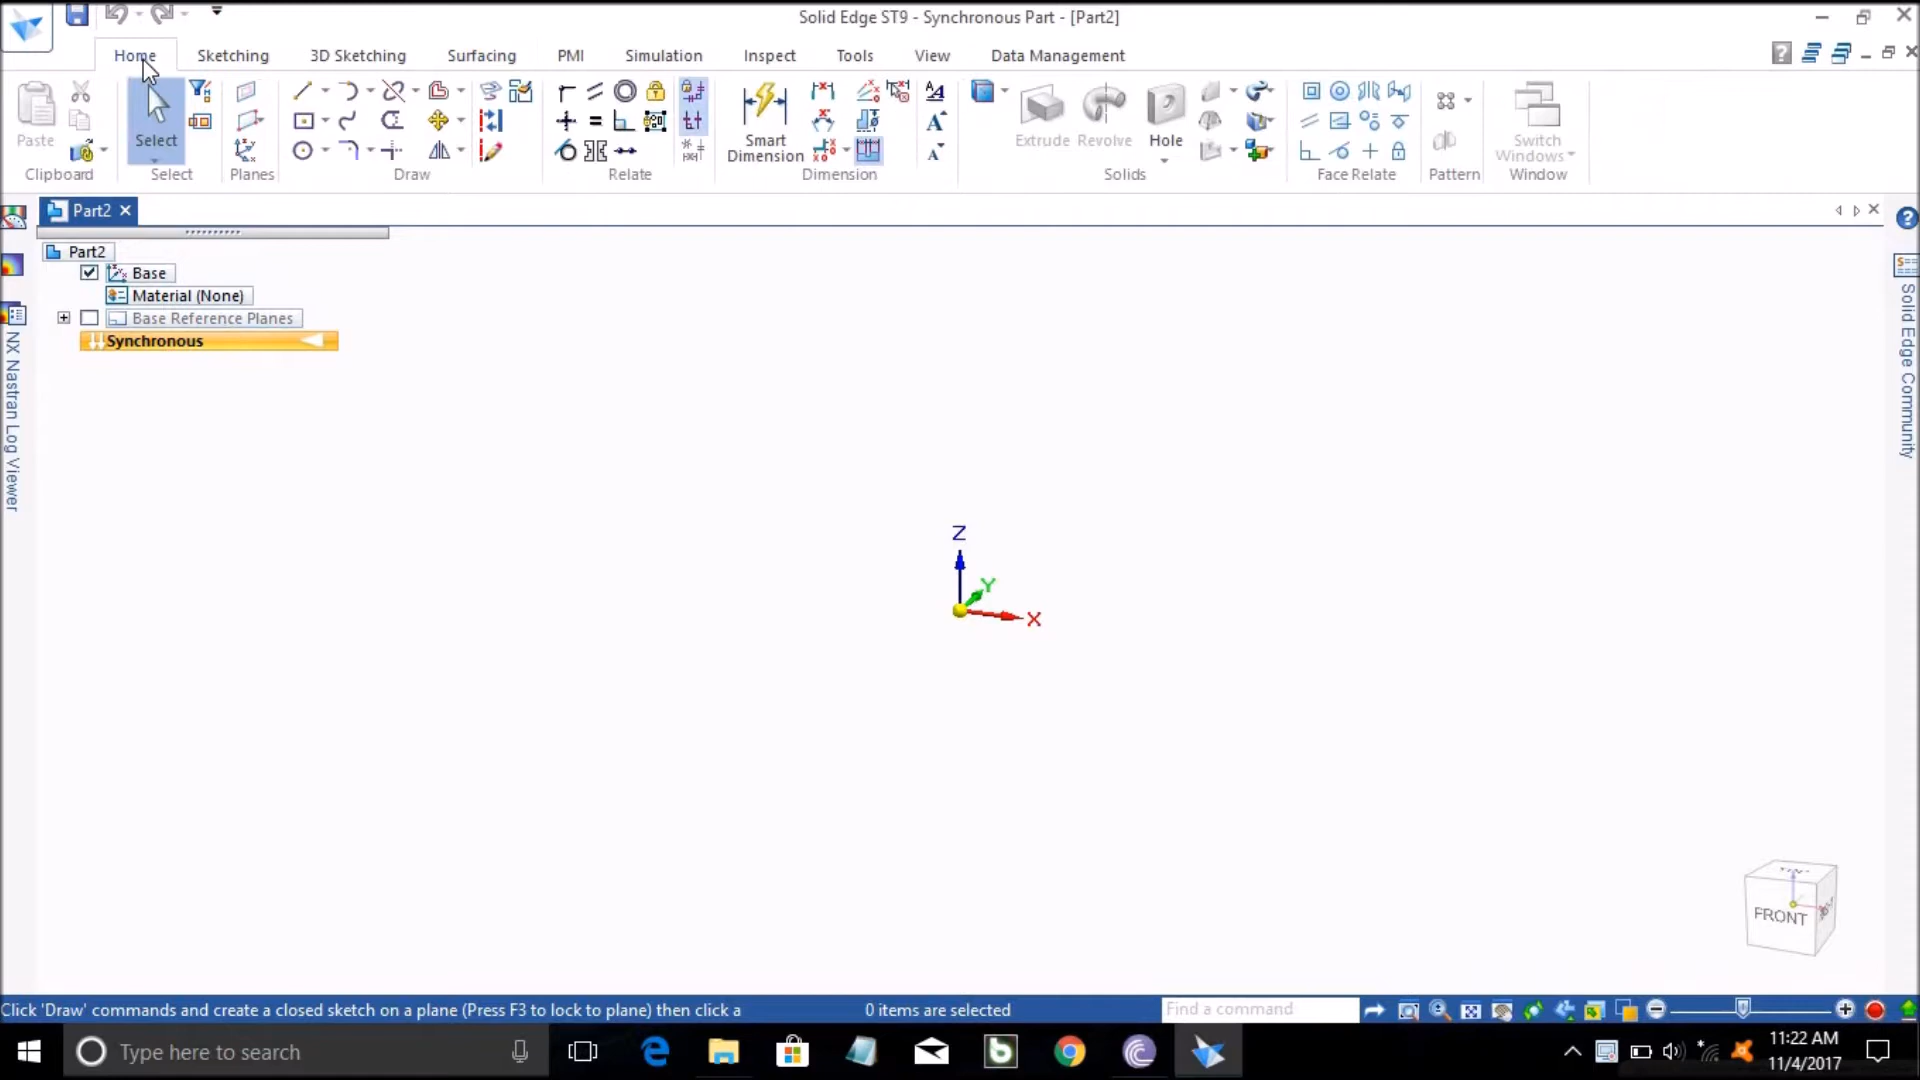 Solid Edge ST9 - Synchronous Part - [Part2]
Home Sketching 3D Sketching Surfacing PMI Simulation Inspect Tools View Data Management
Paste
Clipboard
Select
Select
Planes
Draw
Relate
Smart
Dimension
Dimension
Extrude Revolve Hole
Solids
Face Relate
Pattern
Switch
Windows
Window
Part2
Part2
Base
Material (None)
Base Reference Planes
Synchronous
NX Nastran Log Viewer
Solid Edge Community
Z
Y
X
FRONT
Click 'Draw' commands and create a closed sketch on a plane (Press F3 to lock to plane) then click a
0 items are selected
Find a command
Type here to search
11:22 AM
11/4/2017